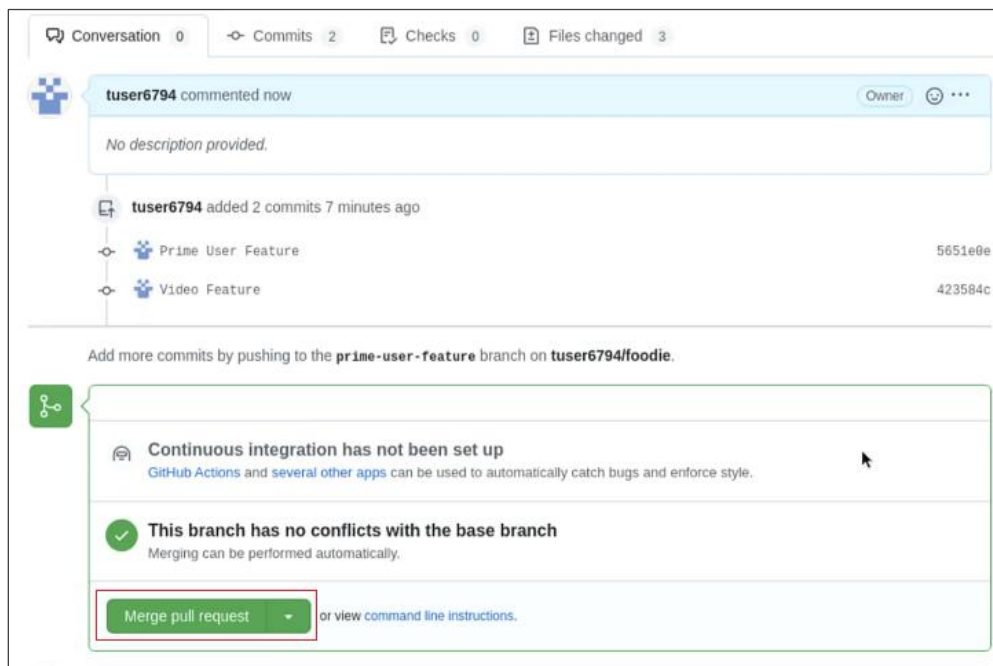 Conversation 0 Commits 2 Checks 0 Files changed 3
tuser6794 commented now Owner
No description provided.
tuser6794 added 2 commits 7 minutes ago
Prime User Feature 5651e0e
Video Feature 423584c
Add more commits by pushing to the prime-user-feature branch on tuser6794/foodie.
Continuous integration has not been set up
GitHub Actions and several other apps can be used to automatically catch bugs and enforce style.
This branch has no conflicts with the base branch
Merging can be performed automatically.
Merge pull request or view command line instructions.